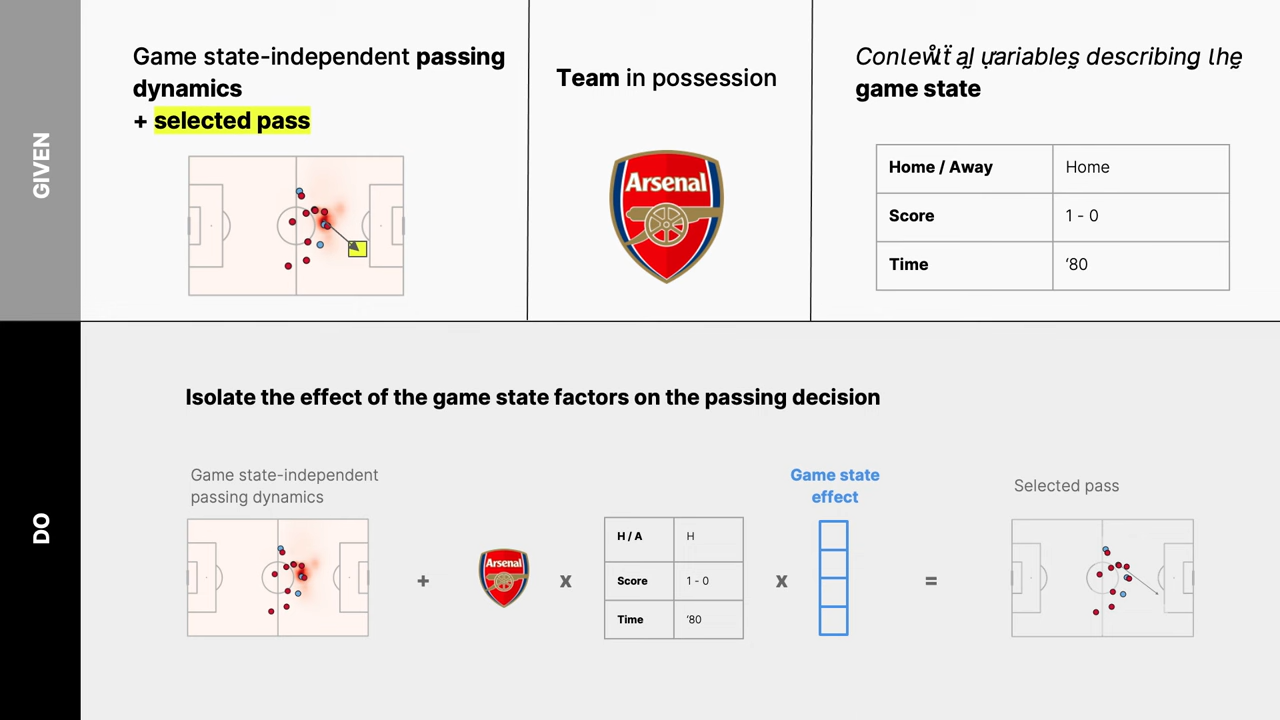 GIVEN
Game state-independent passing
dynamics
+ selected pass
Team in possession
Arsenal
describing
game state
Home / Away Home
Score 1 - 0
Time ‘80
DO
Isolate the effect of the game state factors on the passing decision
Game state-independent
passing dynamics
Game state
effect
Selected pass
+
Arsenal
x
H / A H
Score 1 - 0
Time ‘80
x
=